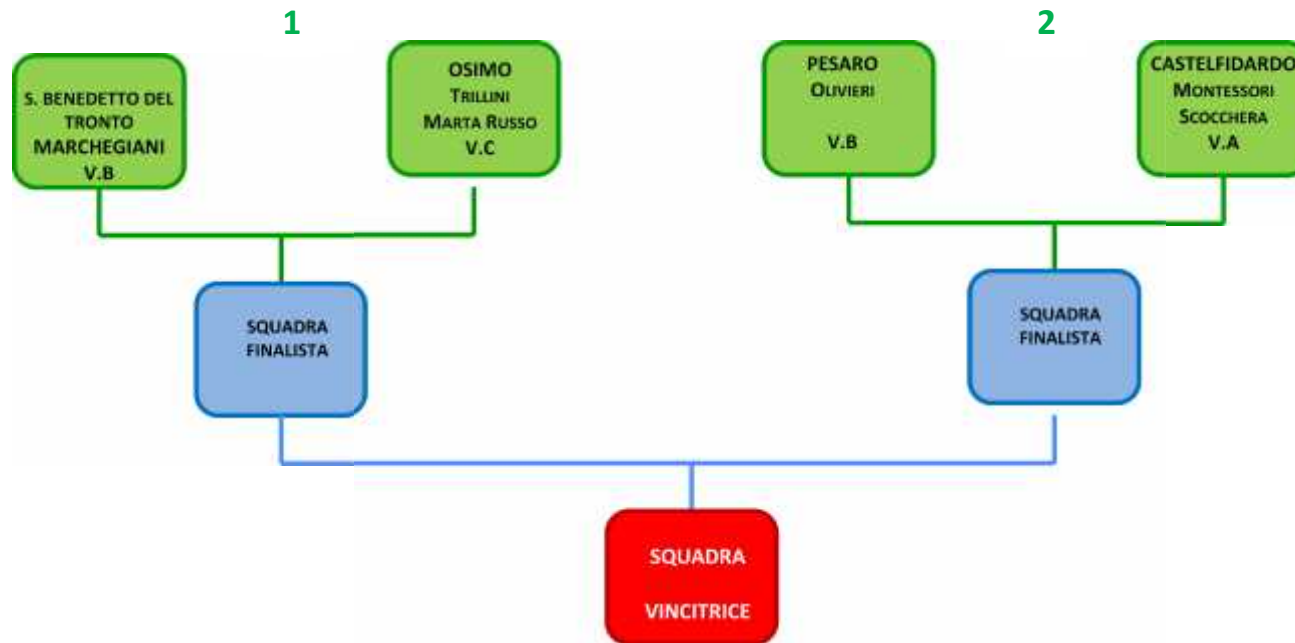 1
2
S. BENEDETTO DEL
TRONTO
MARCHEGIANI
V.B
OSIMO
TRILLINI
MARTA RUSSO
V.C
PESARO
OLIVIERI
V.B
CASTELFIDARDO
MONTESSORI
SCOCCHERA
V.A
SQUADRA
FINALISTA
SQUADRA
FINALISTA
SQUADRA
VINCITRICE